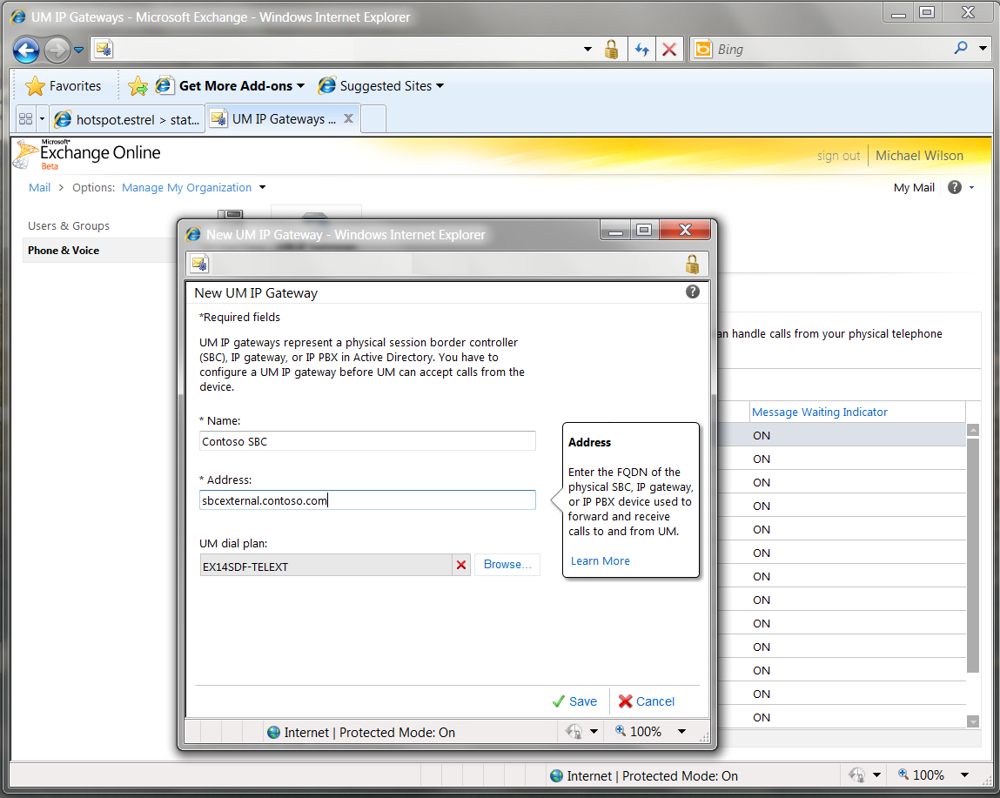 UM IP Gateways - Microsoft Exchange - Windows Internet Explorer
Bing
Favorites
Get More Add-ons
Suggested Sites
hotspot.estrel > stat...
UM IP Gateways ...
Microsoft®
Exchange Online
Beta
sign out
Michael Wilson
Mail > Options: Manage My Organization
My Mail
Users & Groups
Phone & Voice
New UM IP Gateway - Windows Internet Explorer
New UM IP Gateway
*Required fields
UM IP gateways represent a physical session border controller
(SBC), IP gateway, or IP PBX in Active Directory. You have to
configure a UM IP gateway before UM can accept calls from the
device.
* Name:
Contoso SBC
* Address:
sbcexternal.contoso.com
UM dial plan:
EX14SDF-TELEXT
Browse...
Address
Enter the FQDN of the
physical SBC, IP gateway,
or IP PBX device used to
forward and receive
calls to and from UM.
Learn More
Save
Cancel
Internet | Protected Mode: On
100%
an handle calls from your physical telephone
Message Waiting Indicator
ON
ON
ON
ON
ON
ON
ON
ON
ON
ON
ON
ON
ON
Internet | Protected Mode: On
100%